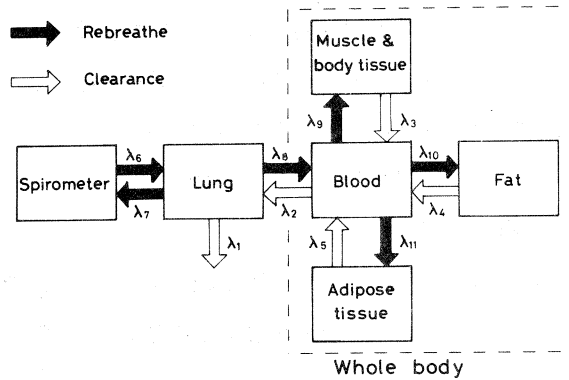 Rebreathe
Clearance
Muscle &
body tissue
λ9
λ3
λ6
λ8
λ10
Spirometer
Lung
Blood
Fat
λ7
λ2
λ4
λ1
λ5
λ11
Adipose
tissue
Whole body